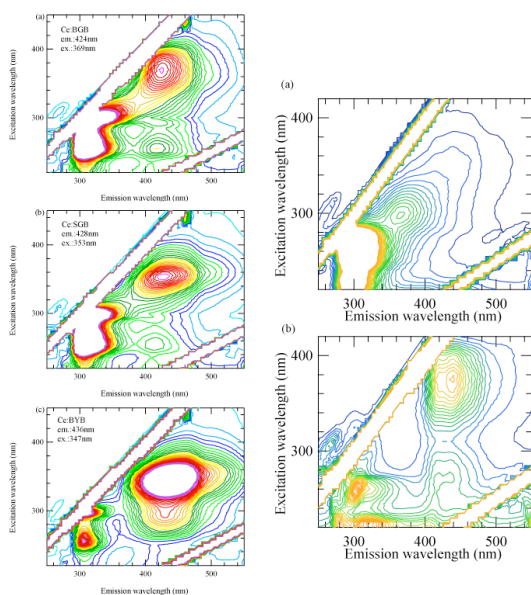 (a)
Ce:BGB
em.:424nm
ex.:369nm
Excitation wavelength (nm)
400
300
300
400
500
Emission wavelength (nm)
(b)
Ce:SGB
em.:428nm
ex.:353nm
Excitation wavelength (nm)
400
300
300
400
500
Emission wavelength (nm)
(c)
Ce:BYB
em.:436nm
ex.:347nm
Excitation wavelength (nm)
400
300
300
400
500
Emission wavelength (nm)
(a)
Excitation wavelength (nm)
400
300
300
400
500
Emission wavelength (nm)
(b)
Excitation wavelength (nm)
400
300
300
400
500
Emission wavelength (nm)